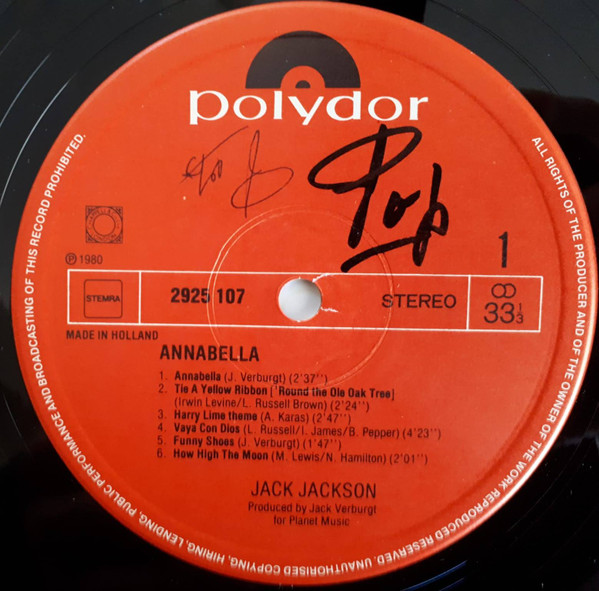 polydor
Pop
1
℗ 1980
STEMRA
2925 107
STEREO
33 1/3
MADE IN HOLLAND
ANNABELLA
1. Annabella (J. Verburgt) (2'37'')
2. Tie A Yellow Ribbon ['Round the Ole Oak Tree]
(Irwin Levine/L. Russell Brown) (2'24'')
3. Harry Lime theme (A. Karas) (2'47'')
4. Vaya Con Dios (L. Russell/I. James/B. Pepper) (4'23'')
5. Funny Shoes (J. Verburgt) (1'47'')
6. How High The Moon (M. Lewis/N. Hamilton) (2'01'')
JACK JACKSON
Produced by Jack Verburgt
for Planet Music
ALL RIGHTS OF THE PRODUCER AND OF THE OWNER OF THE WORK REPRODUCED RESERVED. UNAUTHORISED COPYING, HIRING, LENDING, PUBLIC PERFORMANCE AND BROADCASTING OF THIS RECORD PROHIBITED.